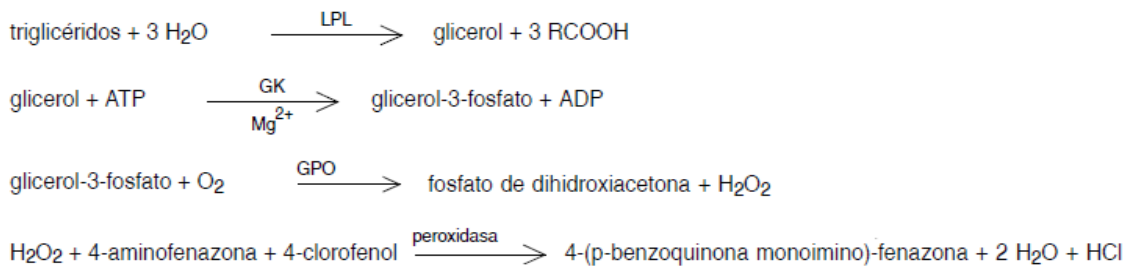 LPL
triglicéridos + 3 H₂O ⟶ glicerol + 3 RCOOH
GK
glicerol + ATP ⟶ glicerol-3-fosfato + ADP
Mg²⁺
GPO
glicerol-3-fosfato + O₂ ⟶ fosfato de dihidroxiacetona + H₂O₂
peroxidasa
H₂O₂ + 4-aminofenazona + 4-clorofenol ⟶ 4-(p-benzoquinona monoimino)-fenazona + 2 H₂O + HCl